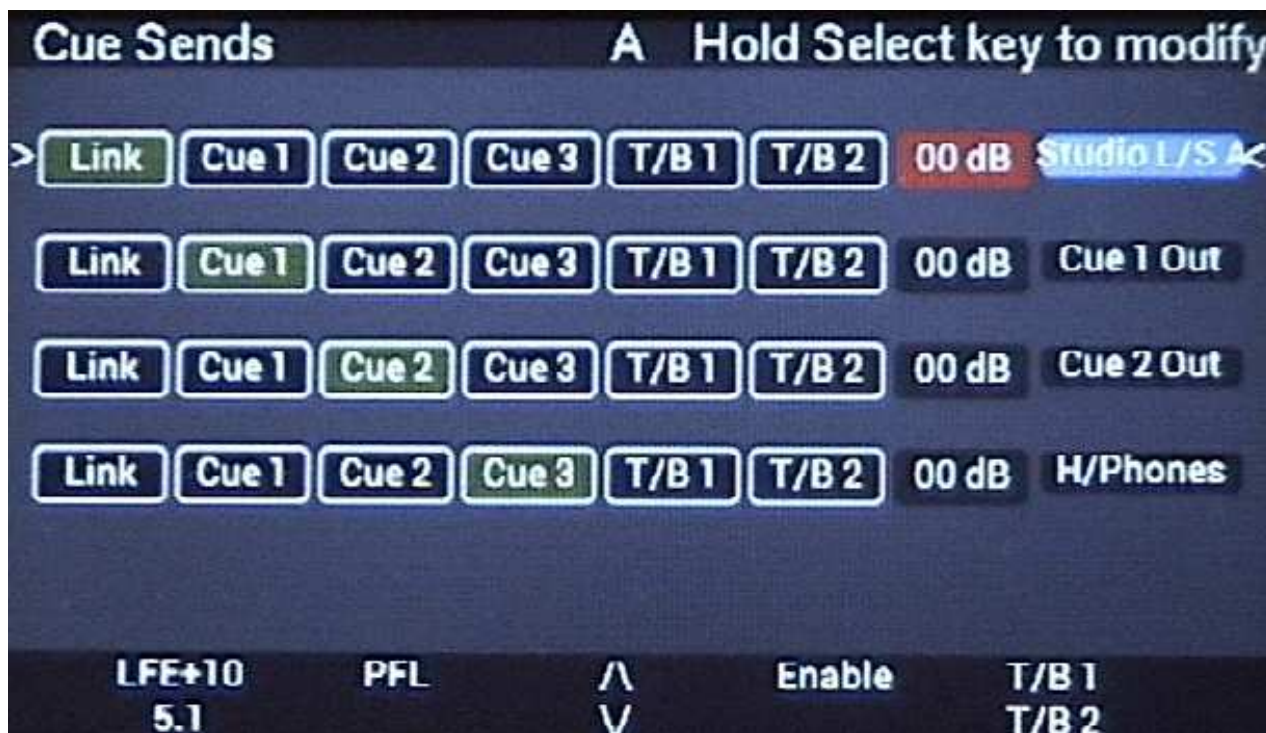 Cue Sends A Hold Select key to modify
> Link Cue 1 Cue 2 Cue 3 T/B 1 T/B 2 00 dB Studio L/S A<
Link Cue 1 Cue 2 Cue 3 T/B 1 T/B 2 00 dB Cue 1 Out
Link Cue 1 Cue 2 Cue 3 T/B 1 T/B 2 00 dB Cue 2 Out
Link Cue 1 Cue 2 Cue 3 T/B 1 T/B 2 00 dB H/Phones
LFE+10 PFL /\ Enable T/B 1
5.1 \/ T/B 2